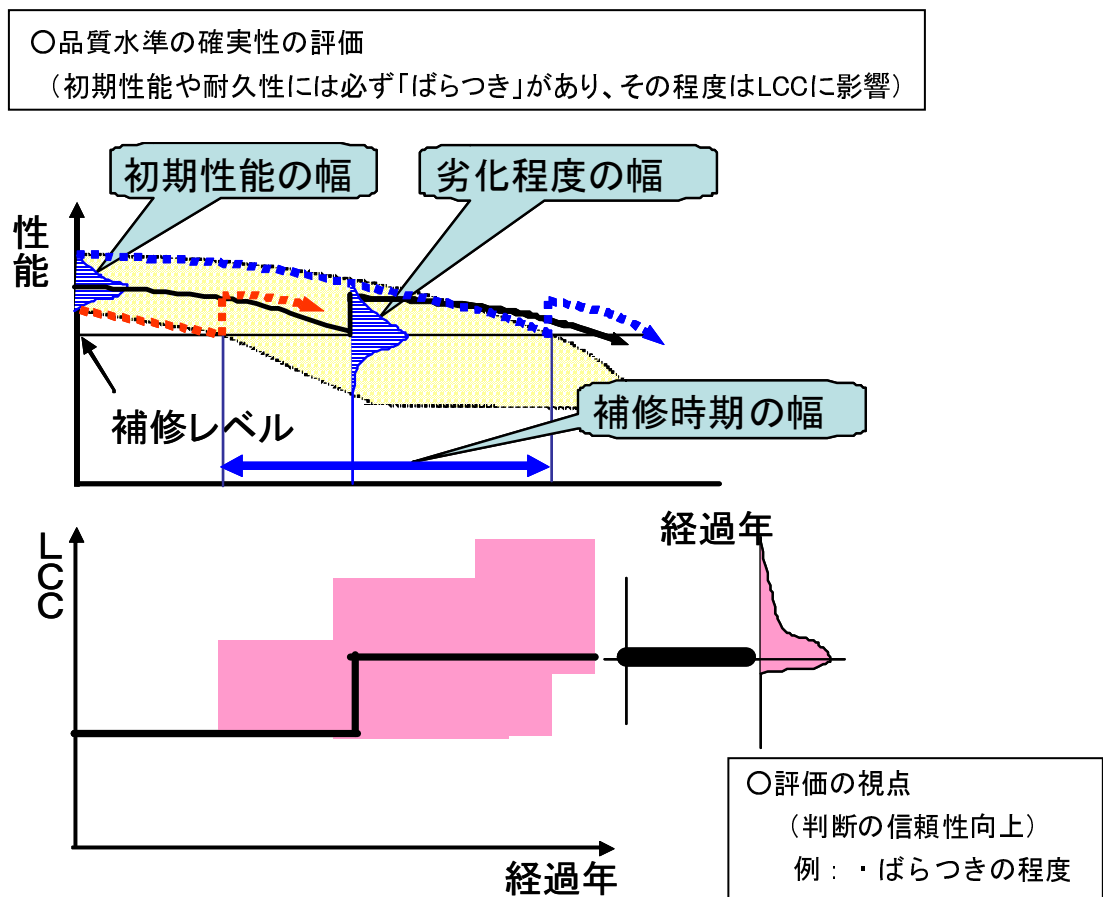 ○品質水準の確実性の評価
（初期性能や耐久性には必ず「ばらつき」があり、その程度はLCCに影響）
初期性能の幅
劣化程度の幅
性能
補修レベル
補修時期の幅
経過年
LCC
経過年
○評価の視点
（判断の信頼性向上）
例：・ばらつきの程度